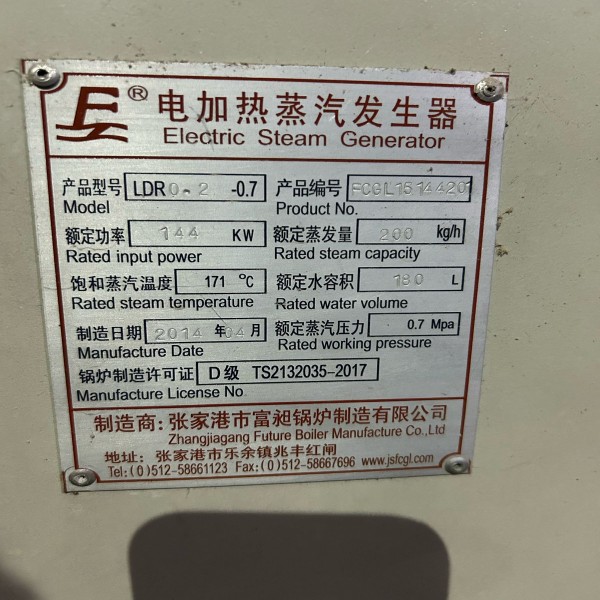 F ® 电加热蒸汽发生器
Electric Steam Generator
产品型号 LDR0.2 -0.7 产品编号 FCGL15144201
Model Product No.
额定功率 144 KW 额定蒸发量 200 kg/h
Rated input power Rated steam capacity
饱和蒸汽温度 171 ℃ 额定水容积 180 L
Rated steam temperature Rated water volume
制造日期 2014 年 04 月 额定蒸汽压力 0.7 Mpa
Manufacture Date Rated working pressure
锅炉制造许可证 D 级 TS2132035-2017
Manufacture License No.
制造商: 张家港市富昶锅炉制造有限公司
Zhangjiagang Future Boiler Manufacture Co.,Ltd
地址: 张家港市乐余镇兆丰红闸
Tel:(0)512-58661123 Fax:(0)512-58667696 www.jsfcgl.com